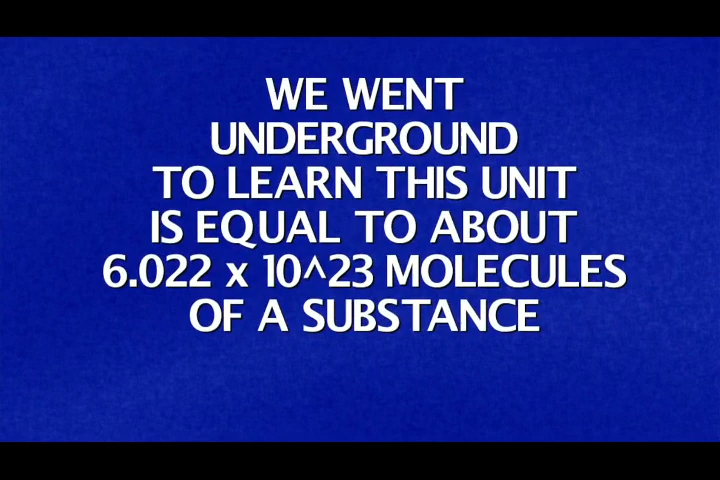 WE WENT
UNDERGROUND
TO LEARN THIS UNIT
IS EQUAL TO ABOUT
6.022 x 10^23 MOLECULES
OF A SUBSTANCE